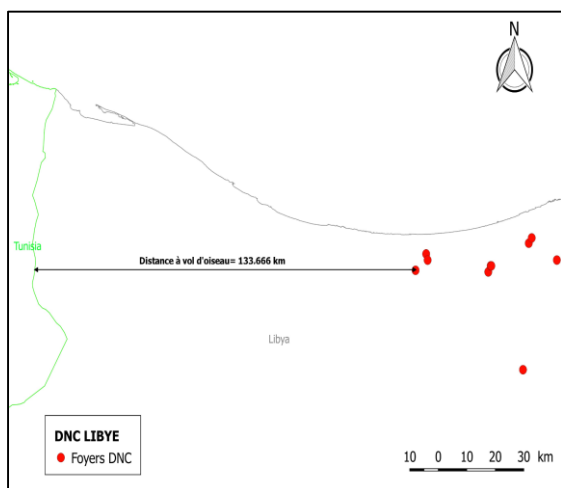 N
Tunisia
Distance à vol d'oiseau= 133.666 km
Libya
DNC LIBYE
Foyers DNC
10 0 10 20 30 km